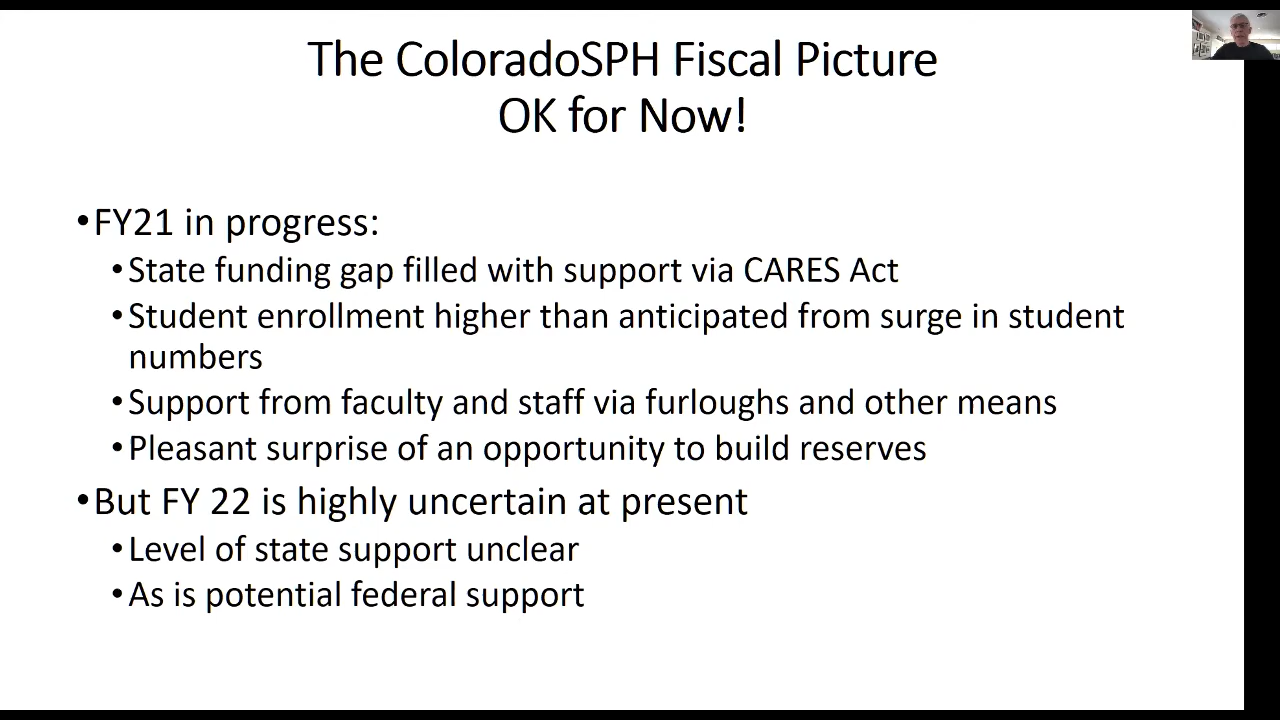 The ColoradoSPH Fiscal Picture
OK for Now!
•FY21 in progress:
•State funding gap filled with support via CARES Act
•Student enrollment higher than anticipated from surge in student
numbers
•Support from faculty and staff via furloughs and other means
•Pleasant surprise of an opportunity to build reserves
•But FY 22 is highly uncertain at present
•Level of state support unclear
•As is potential federal support